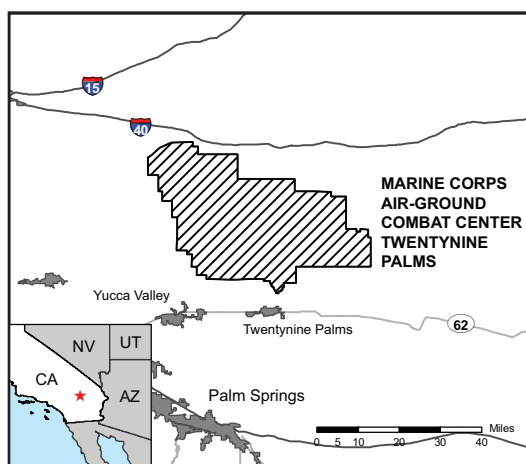 15
40
MARINE CORPS
AIR-GROUND
COMBAT CENTER
TWENTYNINE
PALMS
Yucca Valley
Twentynine Palms
62
NV
UT
CA
AZ
Palm Springs
Miles
0 5 10 20 30 40